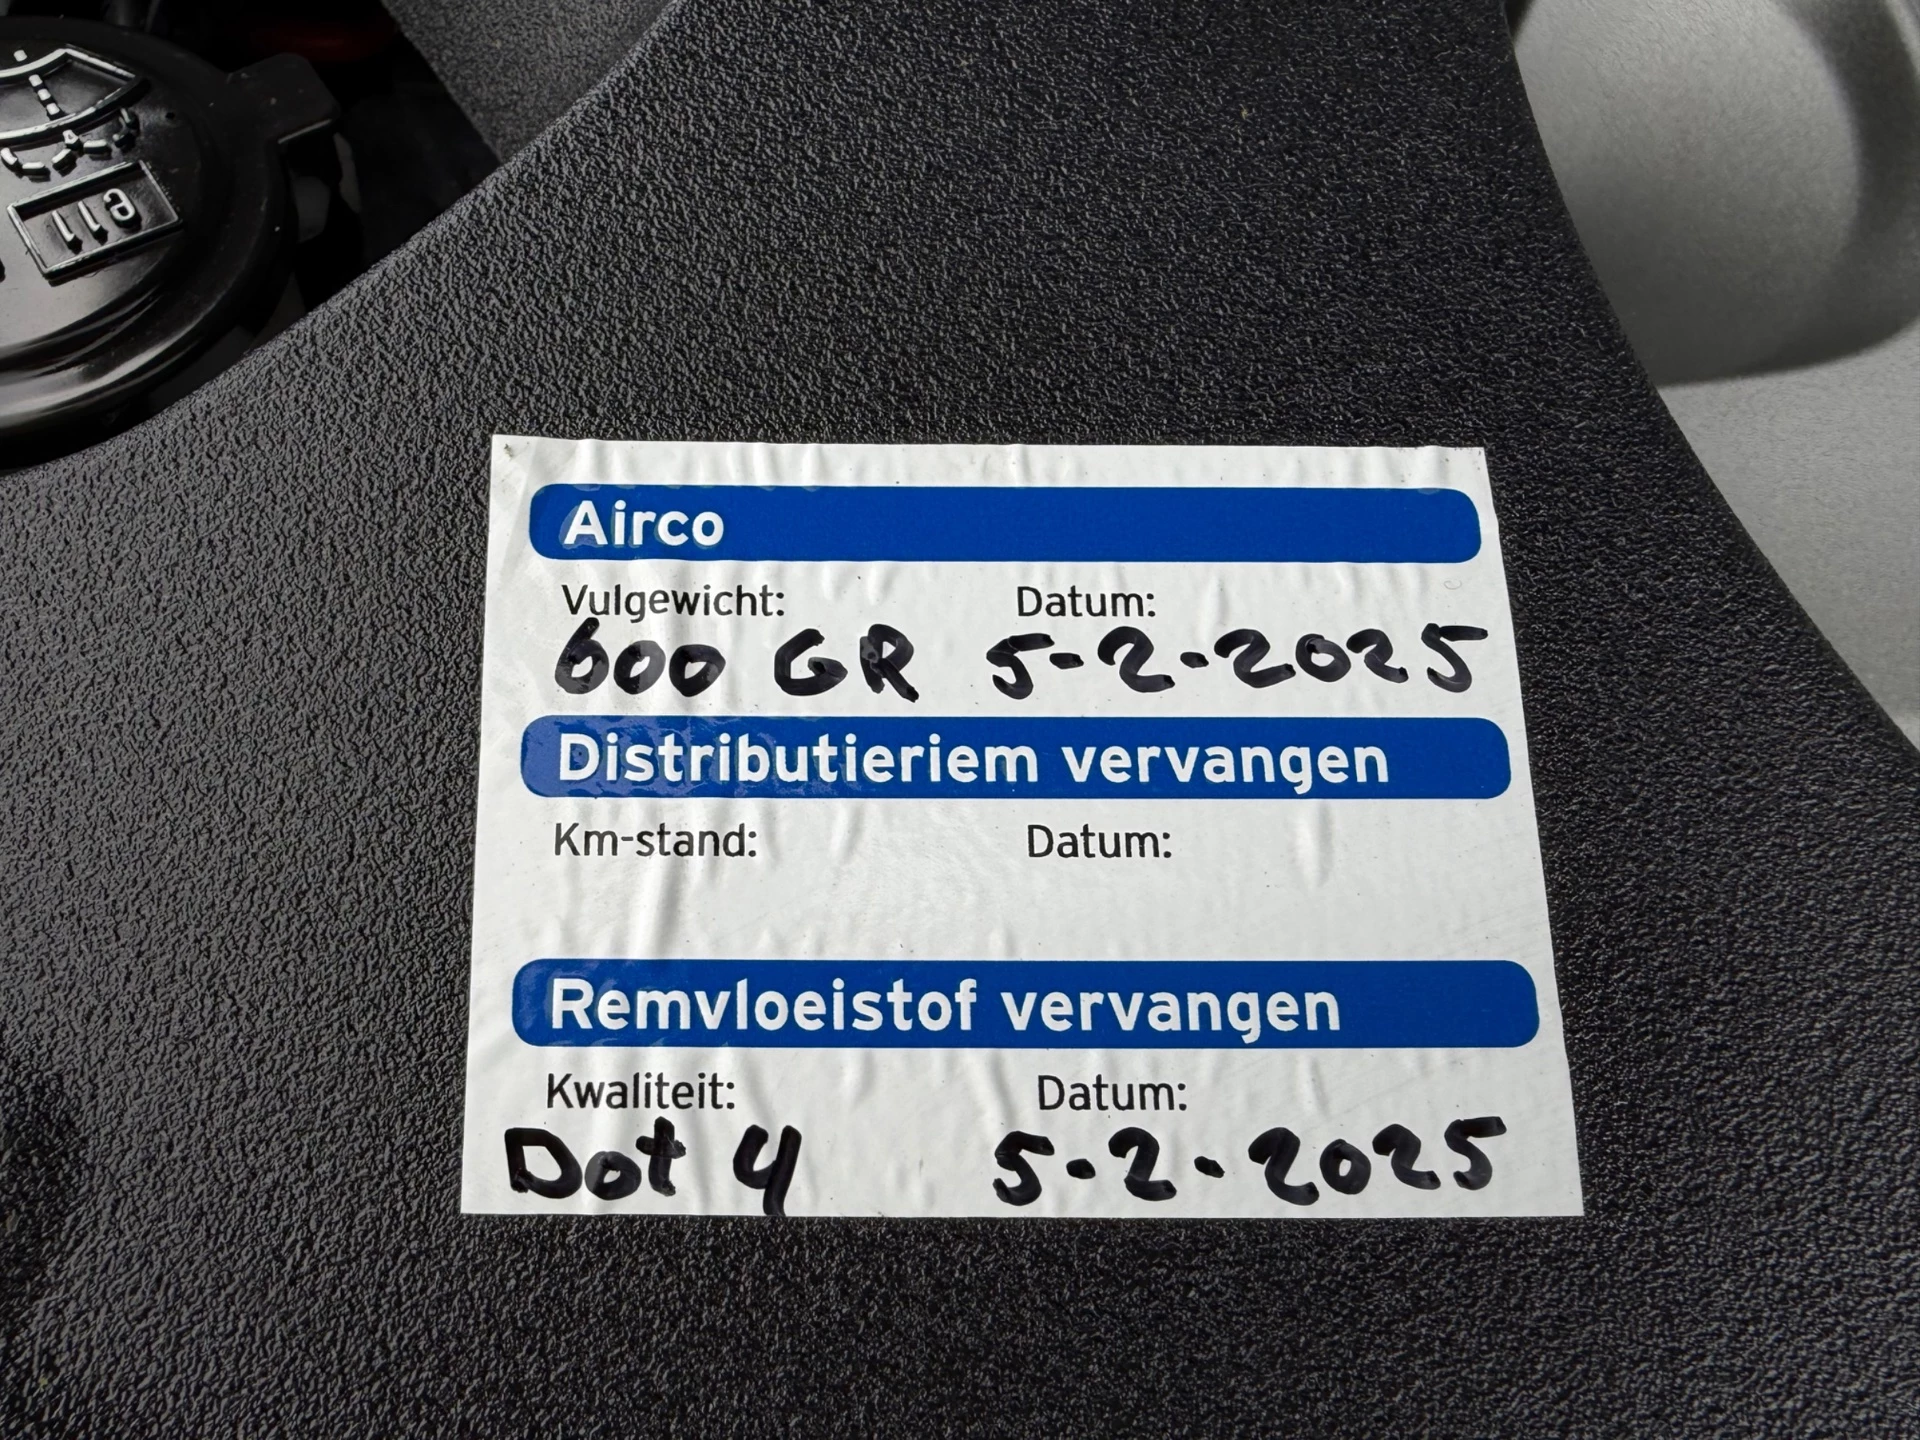 e11
Airco
Vulgewicht: Datum:
600 GR 5-2-2025
Distributieriem vervangen
Km-stand: Datum:
Remvloeistof vervangen
Kwaliteit: Datum:
Dot 4 5-2-2025